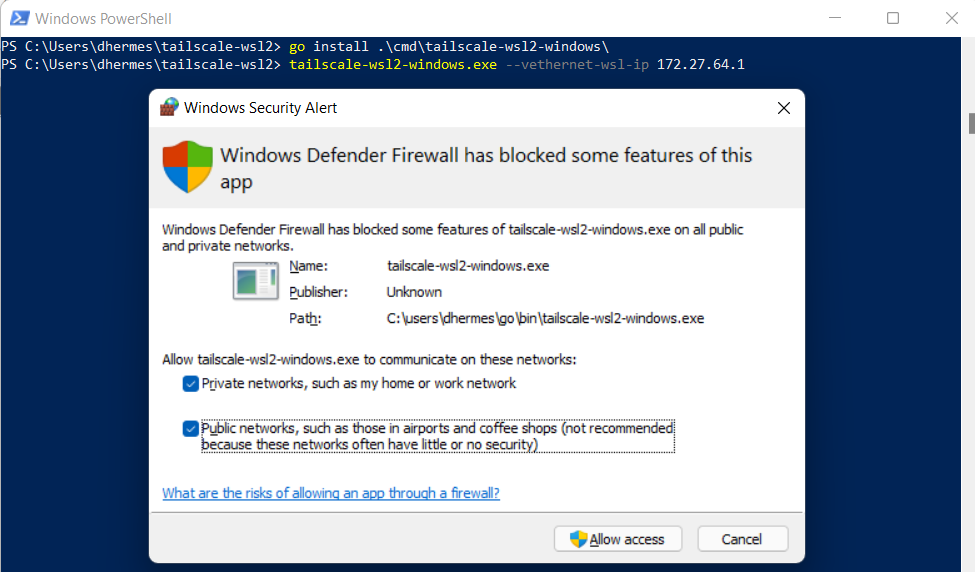 Windows PowerShell
PS C:\Users\dhermes\tailscale-wsl2> go install .\cmd\tailscale-wsl2-windows\
PS C:\Users\dhermes\tailscale-wsl2> tailscale-wsl2-windows.exe --vethernet-wsl-ip 172.27.64.1
Windows Security Alert
Windows Defender Firewall has blocked some features of this
app
Windows Defender Firewall has blocked some features of tailscale-wsl2-windows.exe on all public
and private networks.
Name: tailscale-wsl2-windows.exe
Publisher: Unknown
Path: C:\users\dhermes\go\bin\tailscale-wsl2-windows.exe
Allow tailscale-wsl2-windows.exe to communicate on these networks:
Private networks, such as my home or work network
Public networks, such as those in airports and coffee shops (not recommended
because these networks often have little or no security)
What are the risks of allowing an app through a firewall?
Allow access Cancel